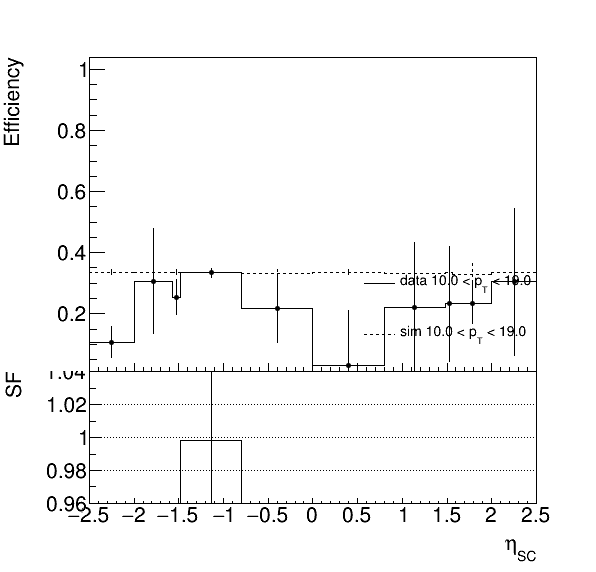 Efficiency
1
0.8
0.6
0.4
0.2
data 10.0 < p_T < 19.0
sim 10.0 < p_T < 19.0
SF
1.04
1.02
1
0.98
0.96
−2.5 −2 −1.5 −1 −0.5 0 0.5 1 1.5 2 2.5
η_SC